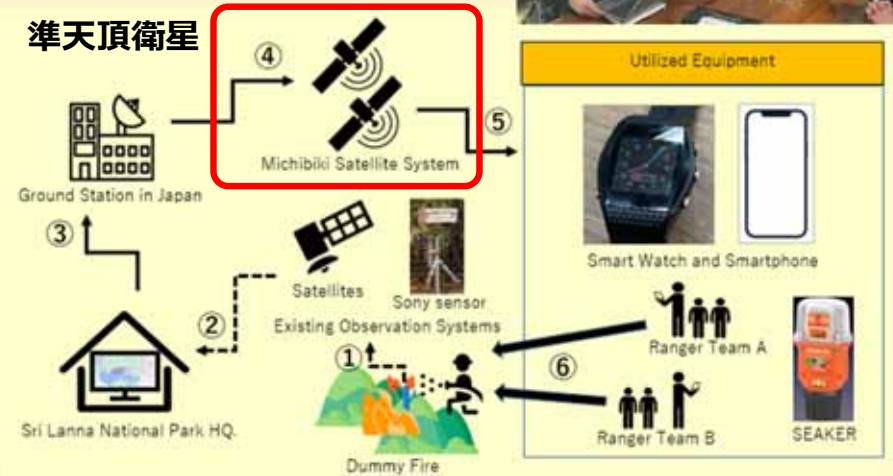 準天頂衛星
④
Michibiki Satellite System
⑤
Utilized Equipment
Ground Station in Japan
③
Smart Watch and Smartphone
Satellites
Sony sensor
Existing Observation Systems
②
①
Ranger Team A
⑥
Sri Lanna National Park HQ.
Ranger Team B
SEAKER
Dummy Fire